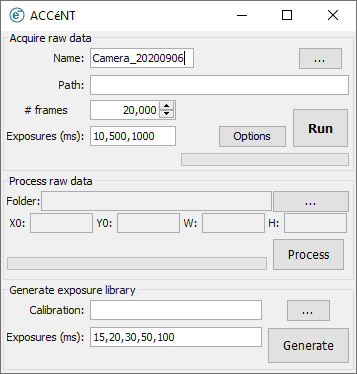 ACCéNT
Acquire raw data
Name: Camera_20200906 ...
Path:
# frames 20,000
Exposures (ms): 10,500,1000 Options Run
Process raw data
Folder: ...
X0: Y0: W: H:
Process
Generate exposure library
Calibration: ...
Exposures (ms): 15,20,30,50,100 Generate